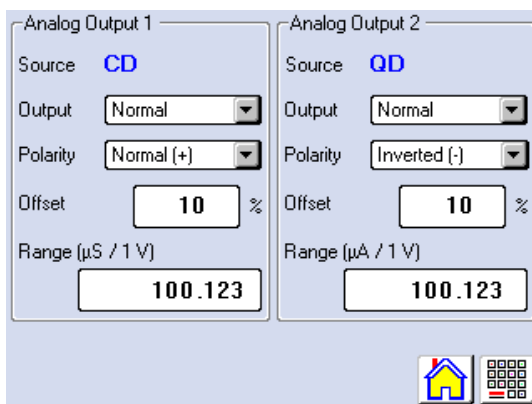 Analog Output 1
Source CD
Output Normal
Polarity Normal (+)
Offset 10 %
Range (µS / 1 V)
100.123
Analog Output 2
Source QD
Output Normal
Polarity Inverted (-)
Offset 10 %
Range (µA / 1 V)
100.123